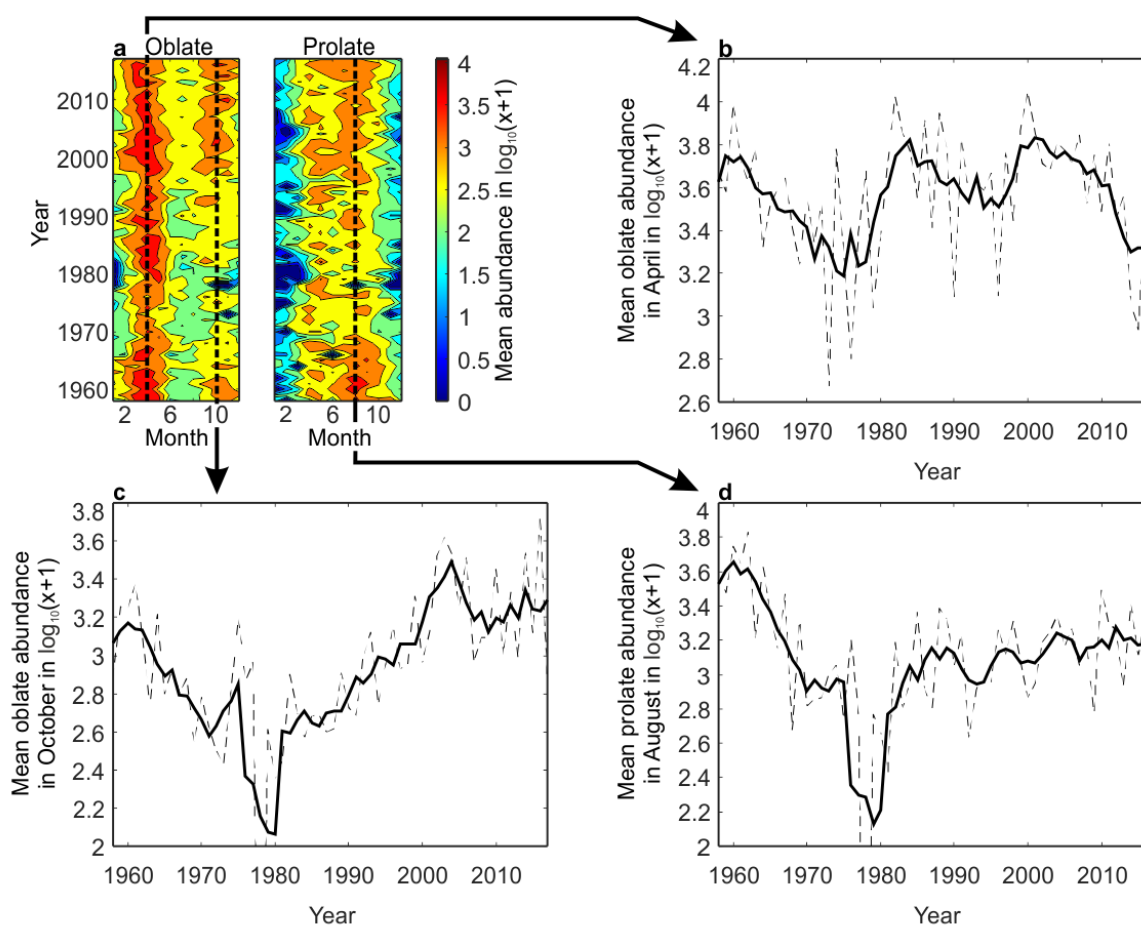 a Oblate
Prolate
2010
2000
1990
1980
1970
1960
Year
2 6 10
Month
2 6 10
Month
4
3.5
3
2.5
2
1.5
1
0.5
0
Mean abundance in log₁₀(x+1)
b
4.2
4
3.8
3.6
3.4
3.2
3
2.8
2.6
Mean oblate abundance
in April in log₁₀(x+1)
1960 1970 1980 1990 2000 2010
Year
c
3.8
3.6
3.4
3.2
3
2.8
2.6
2.4
2.2
2
Mean oblate abundance
in October in log₁₀(x+1)
1960 1970 1980 1990 2000 2010
Year
d
4
3.8
3.6
3.4
3.2
3
2.8
2.6
2.4
2.2
2
Mean prolate abundance
in August in log₁₀(x+1)
1960 1970 1980 1990 2000 2010
Year